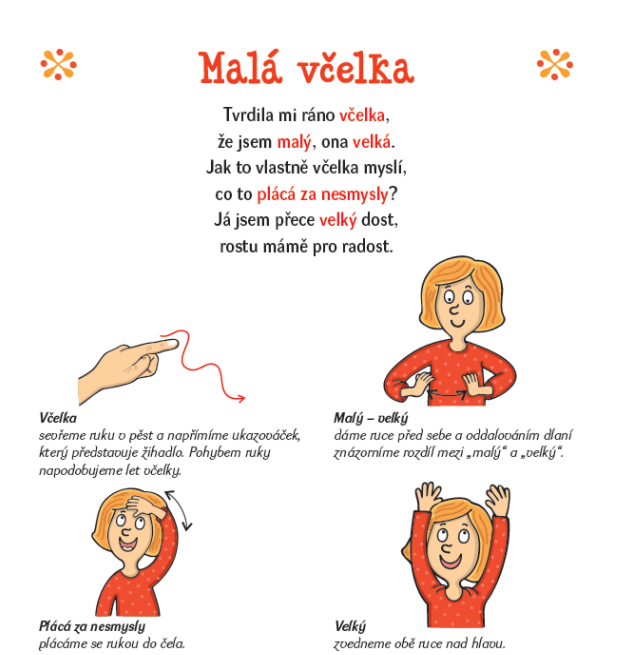 Malá včelka
Tvrdila mi ráno včelka,
že jsem malý, ona velká.
Jak to vlastně včelka myslí,
co to plácá za nesmysly?
Já jsem přece velký dost,
rostu mámě pro radost.
Včelka
sevřeme ruku v pěst a napřímíme ukazováček,
který představuje žihadlo. Pohybem ruky
napodobujeme let včelky.
Malý – velký
dáme ruce před sebe a oddalováním dlaní
znázorníme rozdíl mezi „malý“ a „velký“.
Plácá za nesmysly
plácáme se rukou do čela.
Velký
zvedneme obě ruce nad hlavu.